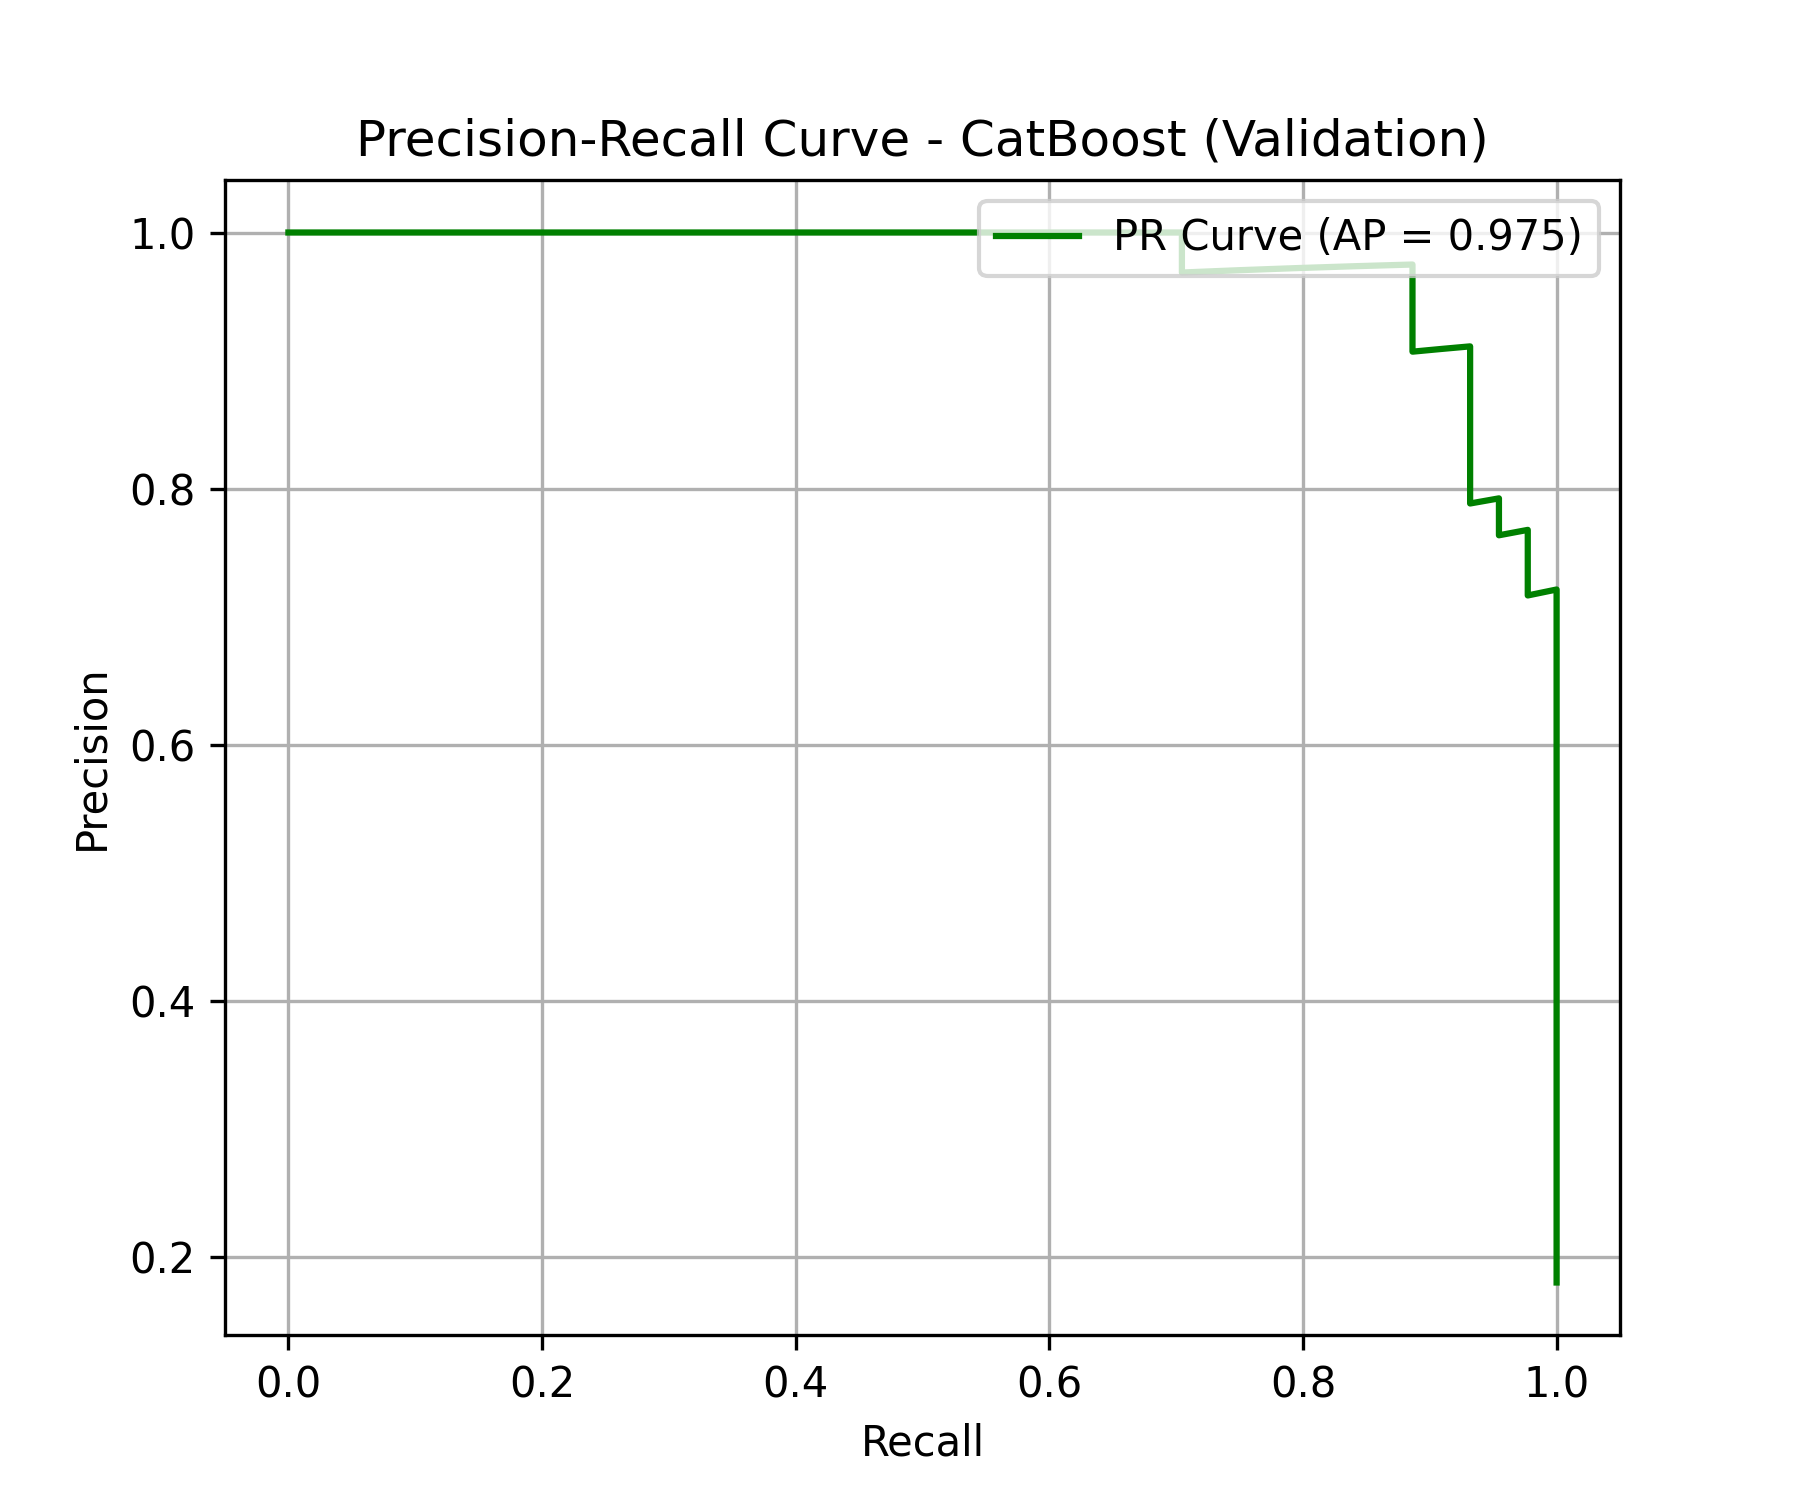 Precision-Recall Curve - CatBoost (Validation)
PR Curve (AP = 0.975)
1.0
0.8
0.6
0.4
0.2
Precision
0.0 0.2 0.4 0.6 0.8 1.0
Recall